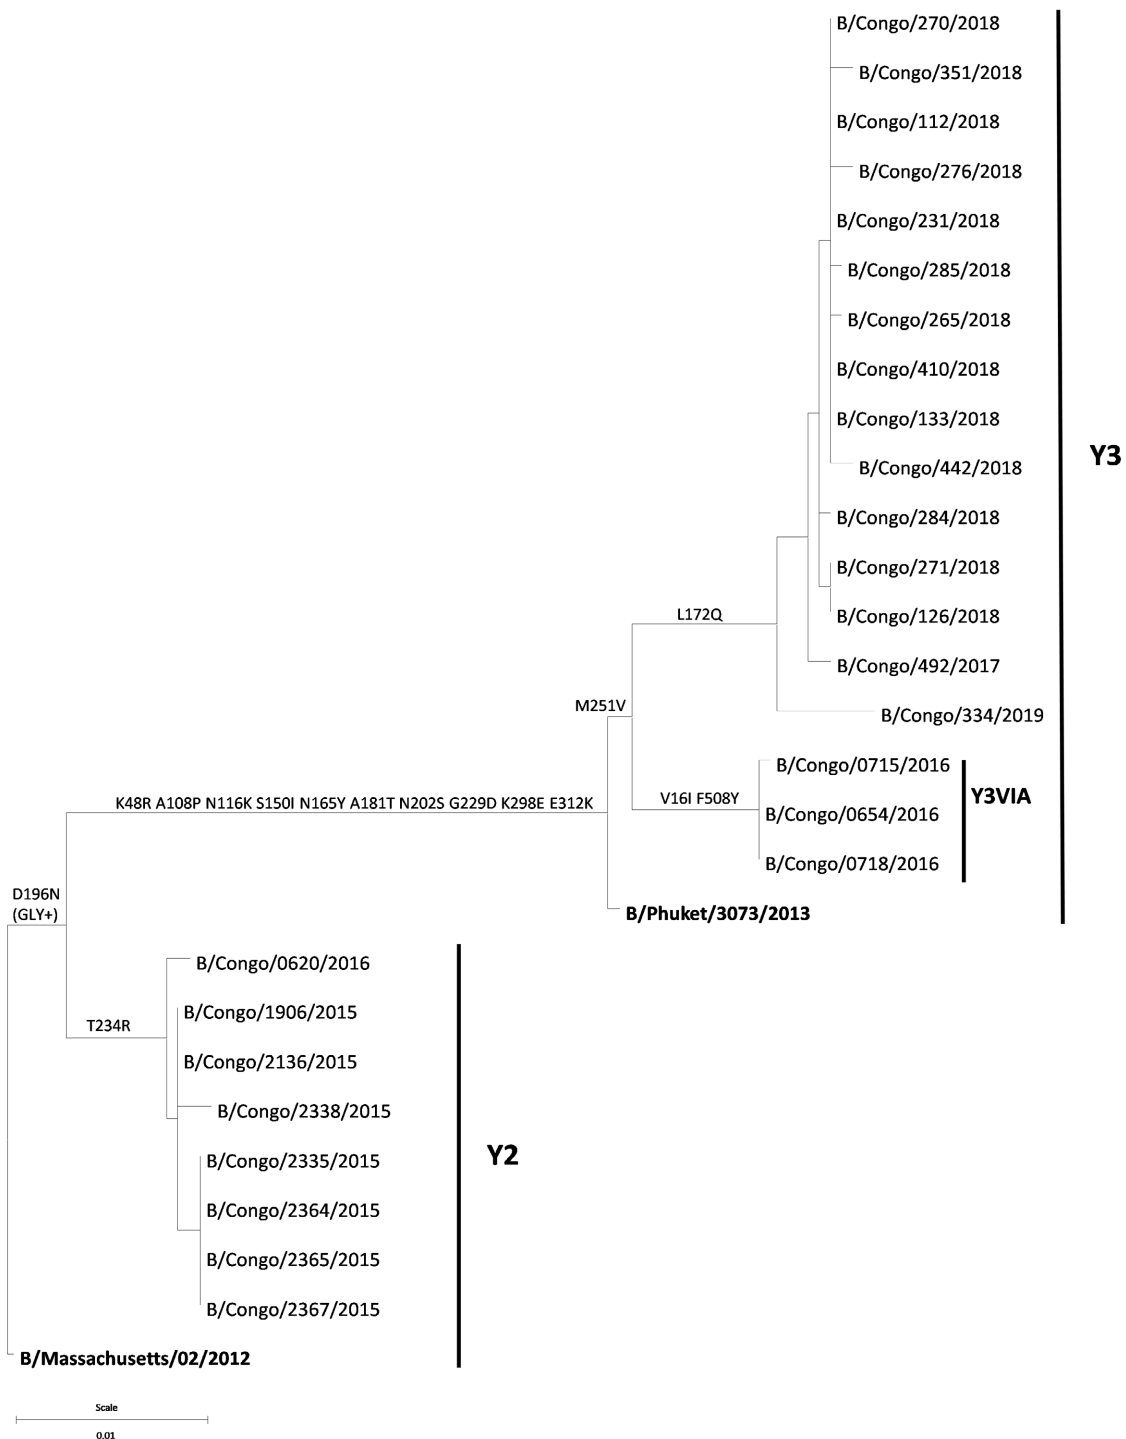 B/Congo/270/2018
B/Congo/351/2018
B/Congo/112/2018
B/Congo/276/2018
B/Congo/231/2018
B/Congo/285/2018
B/Congo/265/2018
B/Congo/410/2018
B/Congo/133/2018
Y3
B/Congo/442/2018
B/Congo/284/2018
B/Congo/271/2018
L172Q
B/Congo/126/2018
B/Congo/492/2017
M251V
B/Congo/334/2019
B/Congo/0715/2016
V16I F508Y
Y3VIA
K48R A108P N116K S150I N165Y A181T N202S G229D K298E E312K
B/Congo/0654/2016
B/Congo/0718/2016
D196N
(GLY+)
B/Phuket/3073/2013
B/Congo/0620/2016
B/Congo/1906/2015
T234R
B/Congo/2136/2015
B/Congo/2338/2015
Y2
B/Congo/2335/2015
B/Congo/2364/2015
B/Congo/2365/2015
B/Congo/2367/2015
B/Massachusetts/02/2012
Scale
0.01